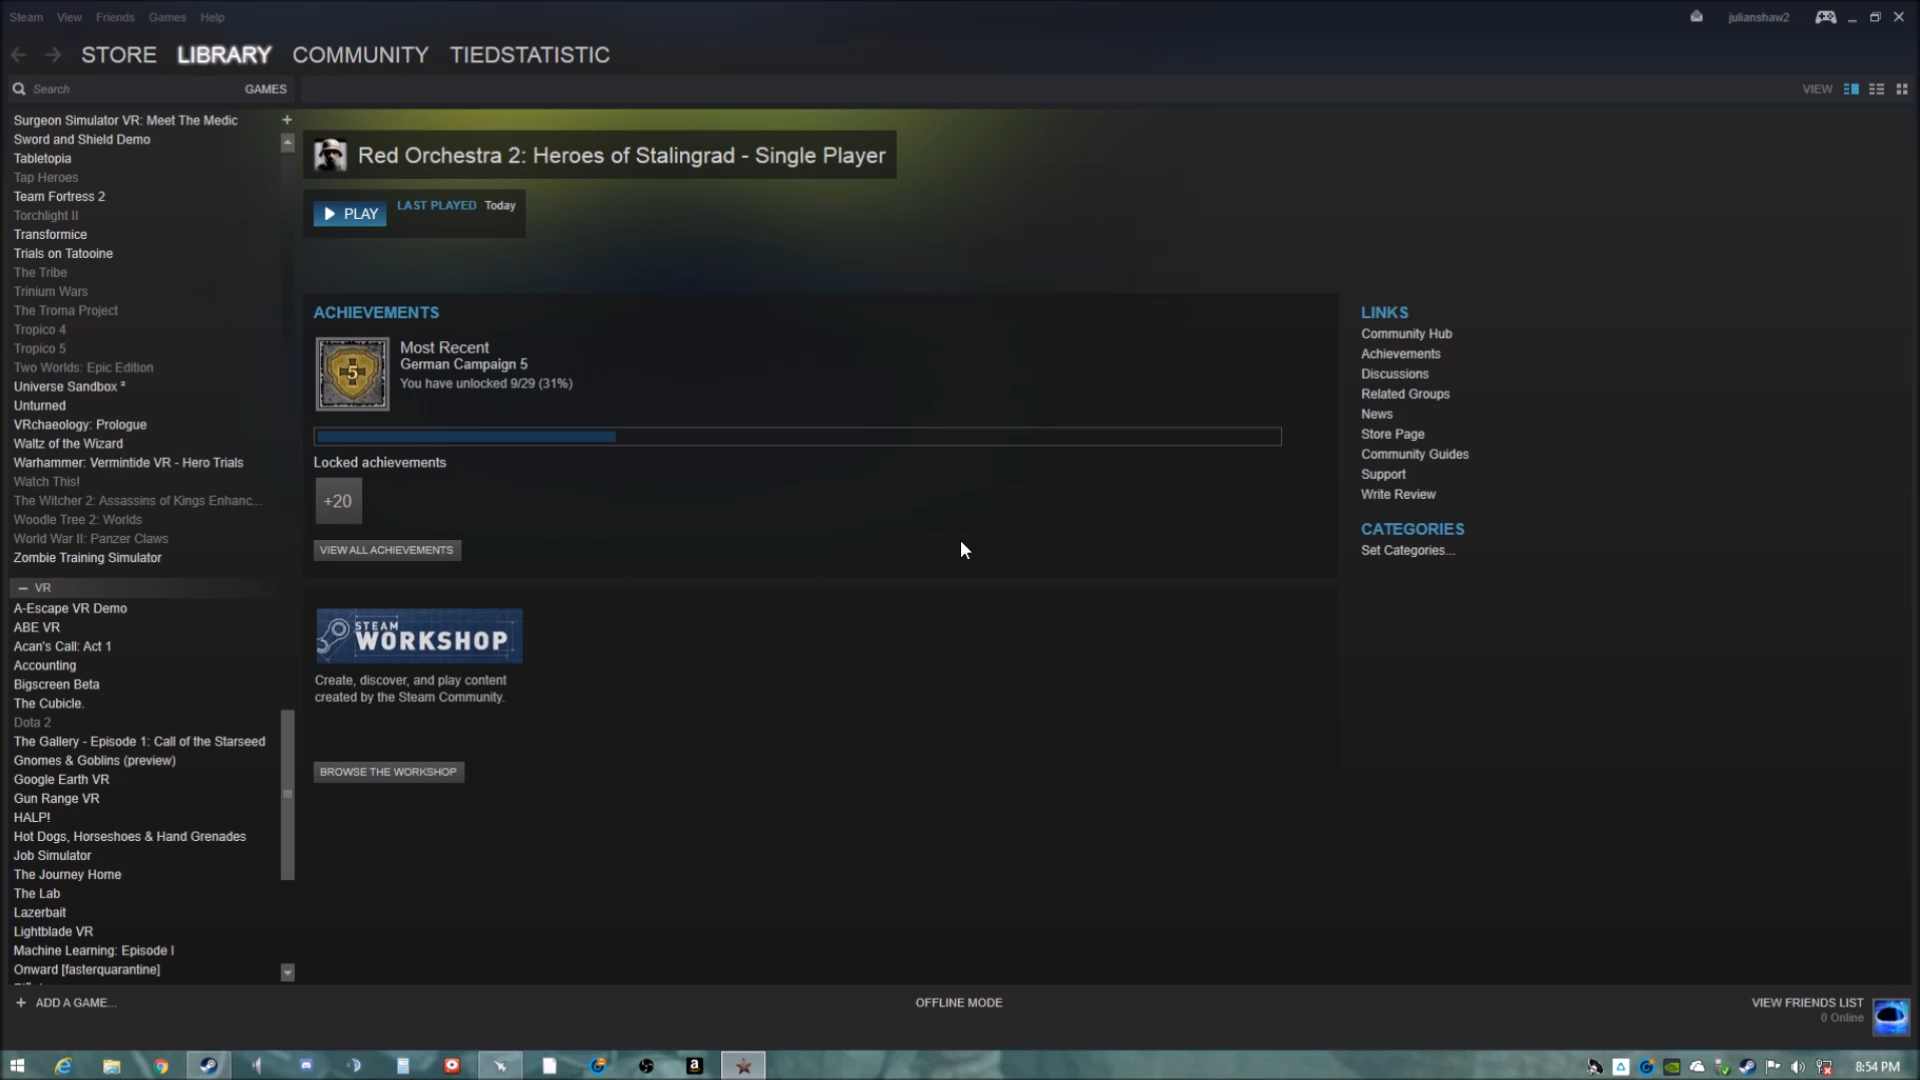 Steam View Friends Games Help
julianshaw2
STORE LIBRARY COMMUNITY TIEDSTATISTIC
Search GAMES
VIEW
Surgeon Simulator VR: Meet The Medic
Sword and Shield Demo
Tabletopia
Tap Heroes
Team Fortress 2
Torchlight II
Transformice
Trials on Tatooine
The Tribe
Trinium Wars
The Troma Project
Tropico 4
Tropico 5
Two Worlds: Epic Edition
Universe Sandbox ²
Unturned
VRchaeology: Prologue
Waltz of the Wizard
Warhammer: Vermintide VR - Hero Trials
Watch This!
The Witcher 2: Assassins of Kings Enhanc...
Woodle Tree 2: Worlds
World War II: Panzer Claws
Zombie Training Simulator
– VR
A-Escape VR Demo
ABE VR
Acan's Call: Act 1
Accounting
Bigscreen Beta
The Cubicle.
Dota 2
The Gallery - Episode 1: Call of the Starseed
Gnomes & Goblins (preview)
Google Earth VR
Gun Range VR
HALP!
Hot Dogs, Horseshoes & Hand Grenades
Job Simulator
The Journey Home
The Lab
Lazerbait
Lightblade VR
Machine Learning: Episode I
Onward [fasterquarantine]
+ ADD A GAME...
Red Orchestra 2: Heroes of Stalingrad - Single Player
PLAY LAST PLAYED Today
ACHIEVEMENTS
5
Most Recent
German Campaign 5
You have unlocked 9/29 (31%)
Locked achievements
+20
VIEW ALL ACHIEVEMENTS
STEAM
WORKSHOP
Create, discover, and play content
created by the Steam Community.
BROWSE THE WORKSHOP
LINKS
Community Hub
Achievements
Discussions
Related Groups
News
Store Page
Community Guides
Support
Write Review
CATEGORIES
Set Categories...
OFFLINE MODE
VIEW FRIENDS LIST
0 Online
8:54 PM